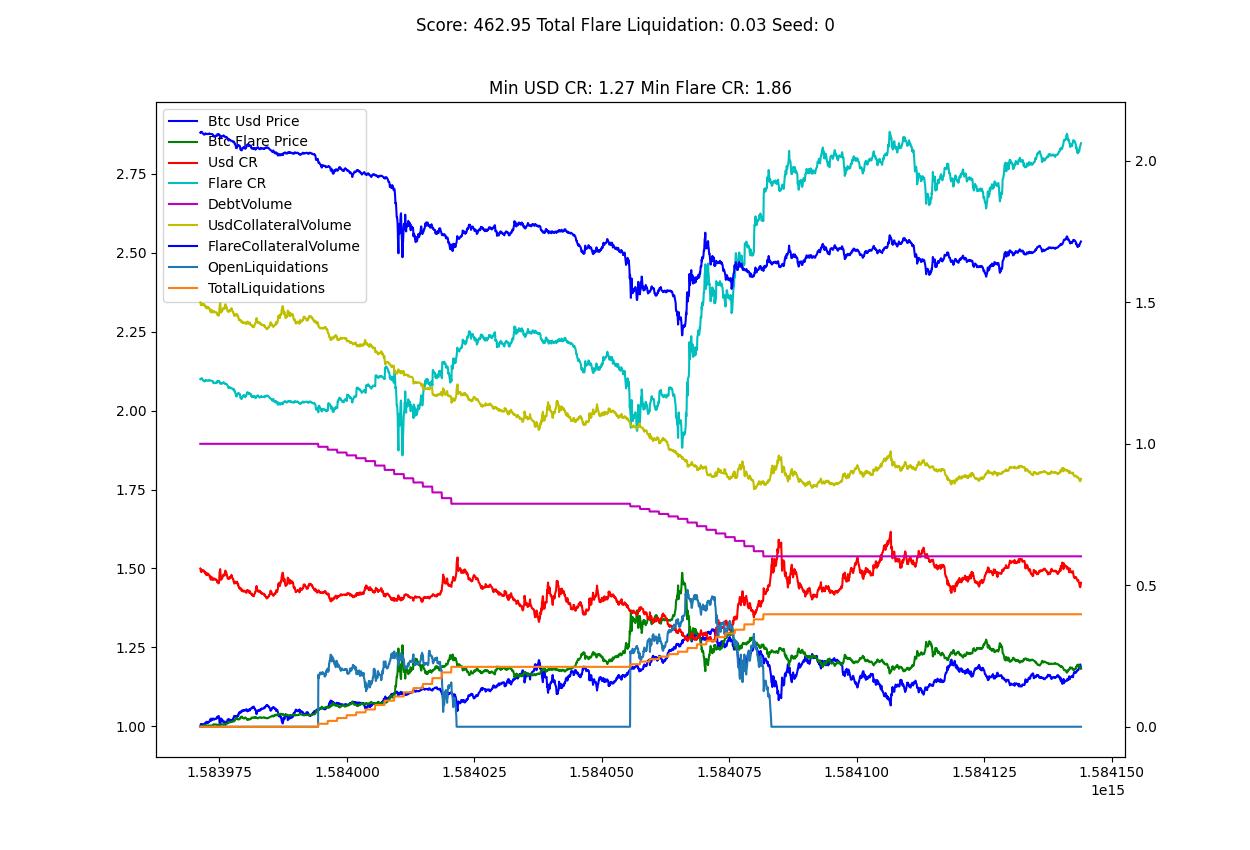 Score: 462.95 Total Flare Liquidation: 0.03 Seed: 0
Min USD CR: 1.27 Min Flare CR: 1.86
Btc Usd Price
Btc Flare Price
Usd CR
Flare CR
DebtVolume
UsdCollateralVolume
FlareCollateralVolume
OpenLiquidations
TotalLiquidations
2.75
2.50
2.25
2.00
1.75
1.50
1.25
1.00
2.0
1.5
1.0
0.5
0.0
1.583975 1.584000 1.584025 1.584050 1.584075 1.584100 1.584125 1.584150
1e15